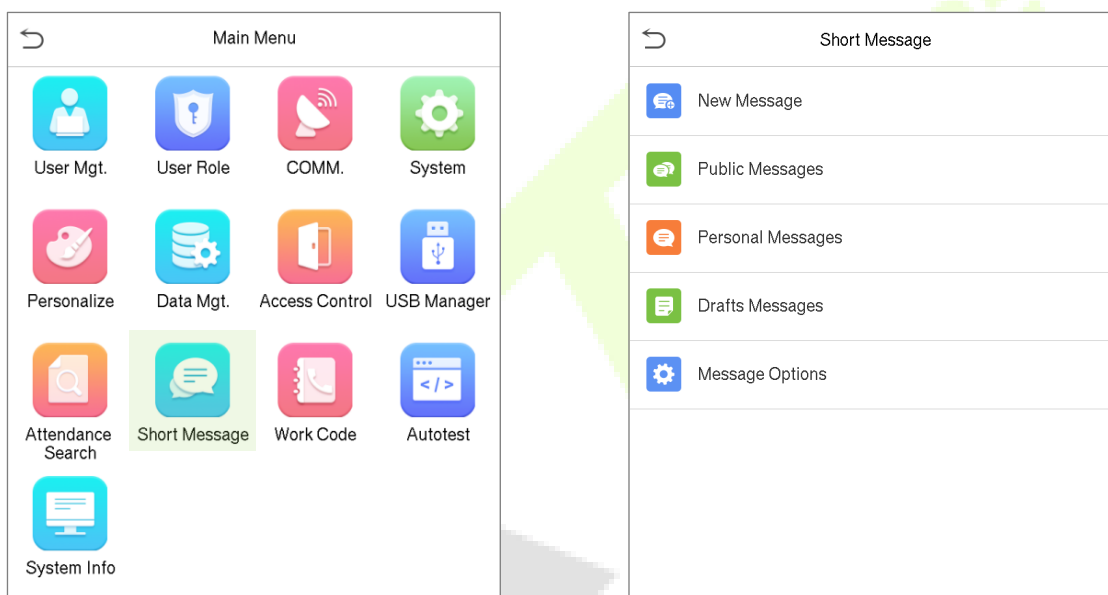 Main Menu
User Mgt.
User Role
COMM.
System
Personalize
Data Mgt.
Access Control
USB Manager
Attendance
Search
Short Message
Work Code
Autotest
System Info
Short Message
New Message
Public Messages
Personal Messages
Drafts Messages
Message Options